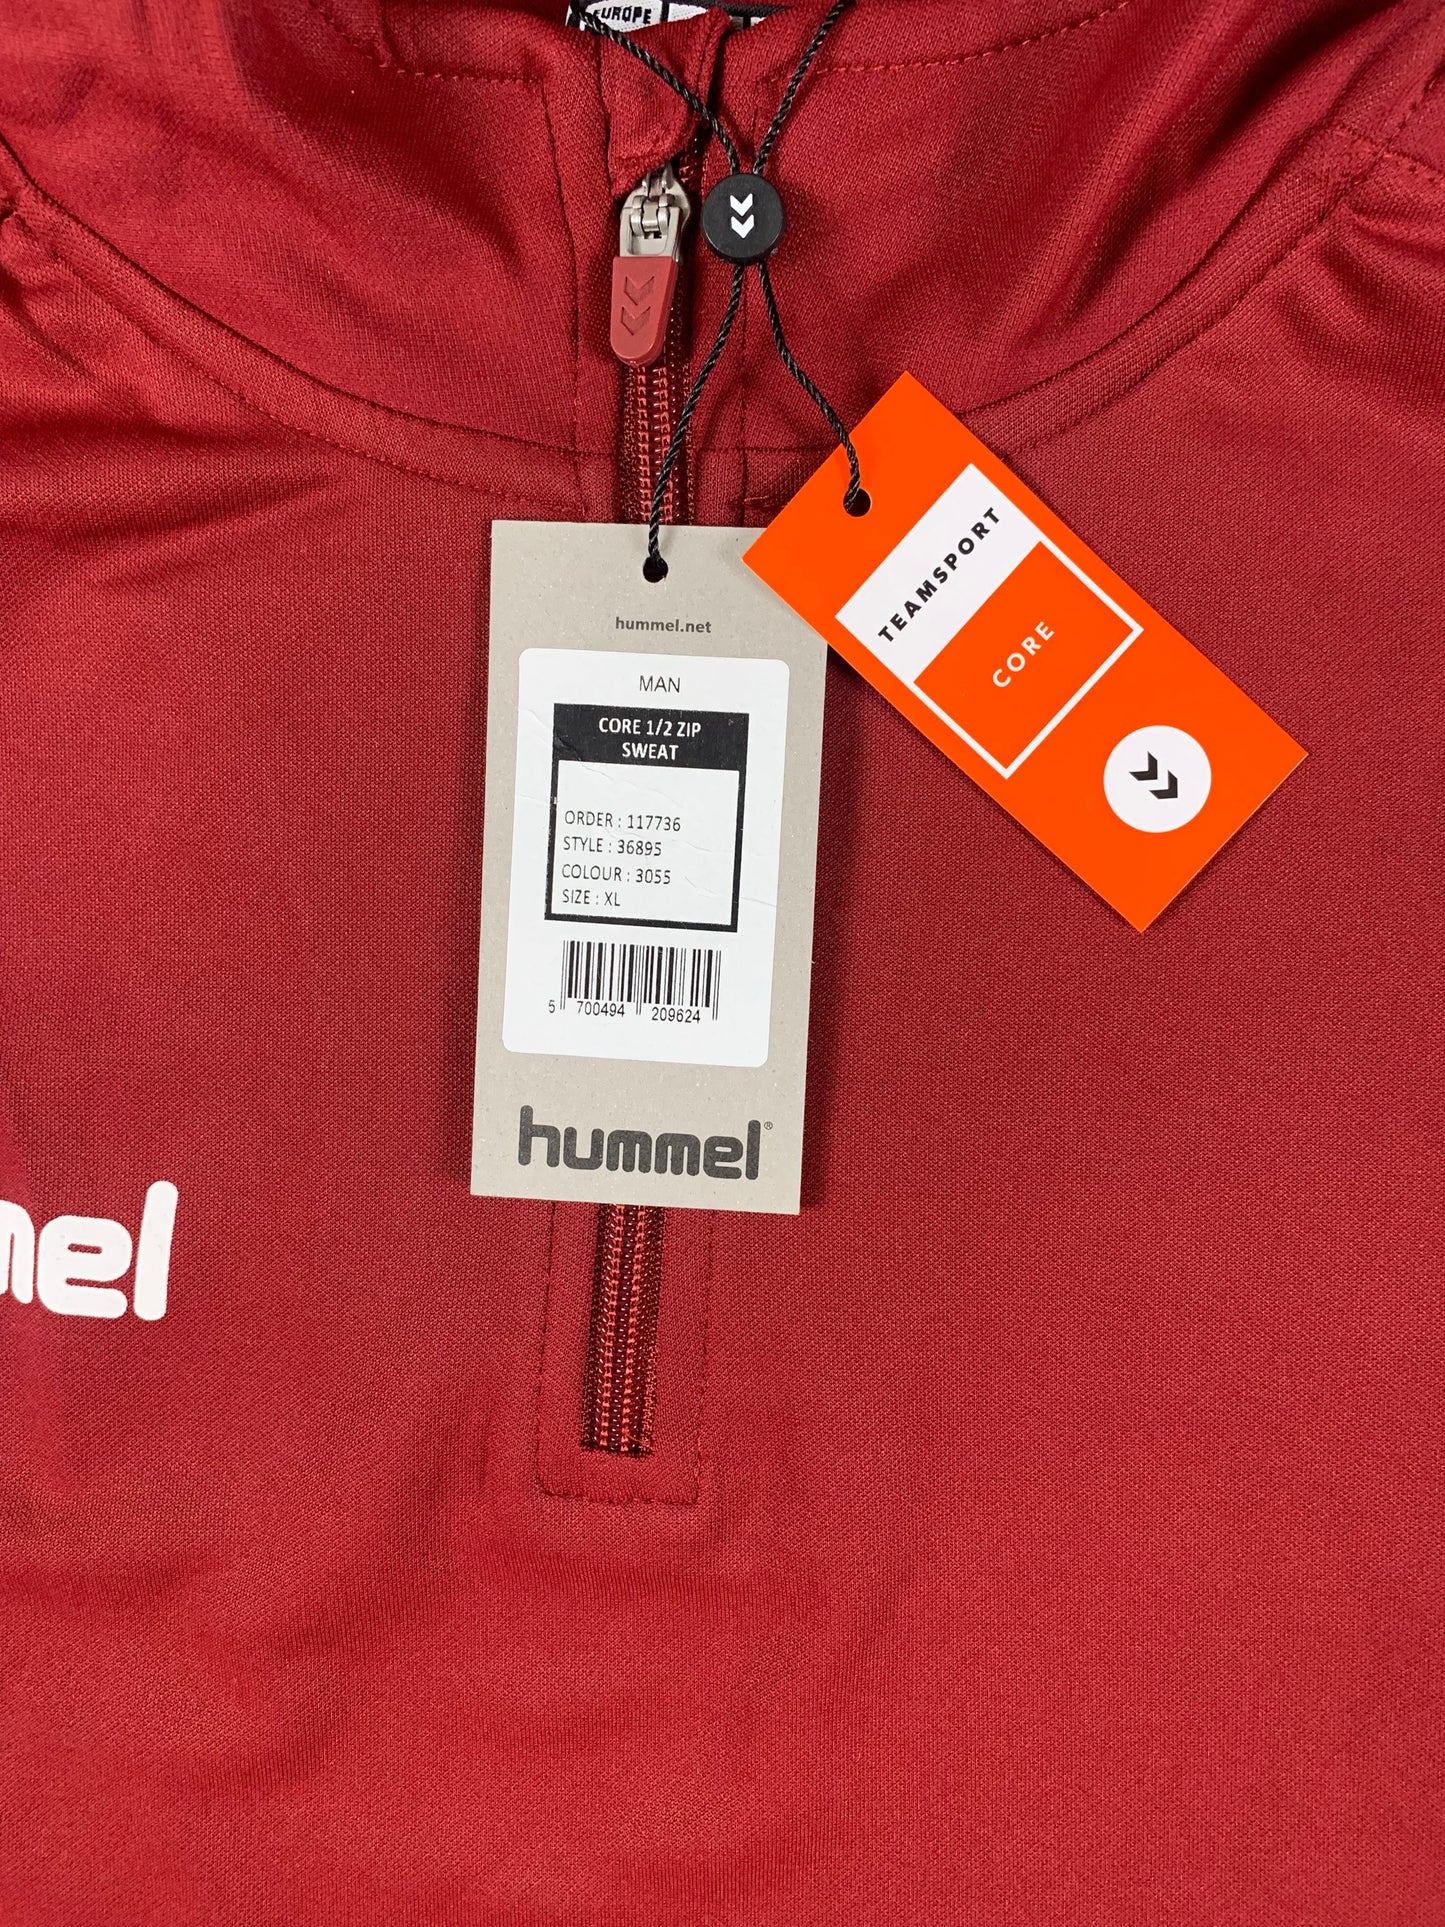 EUROPE
TEAMSPORT
CORE
hummel.net
MAN
CORE 1/2 ZIP
SWEAT
ORDER : 117736
STYLE : 36895
COLOUR : 3055
SIZE : XL
5 700494 209624
hummel®
mel